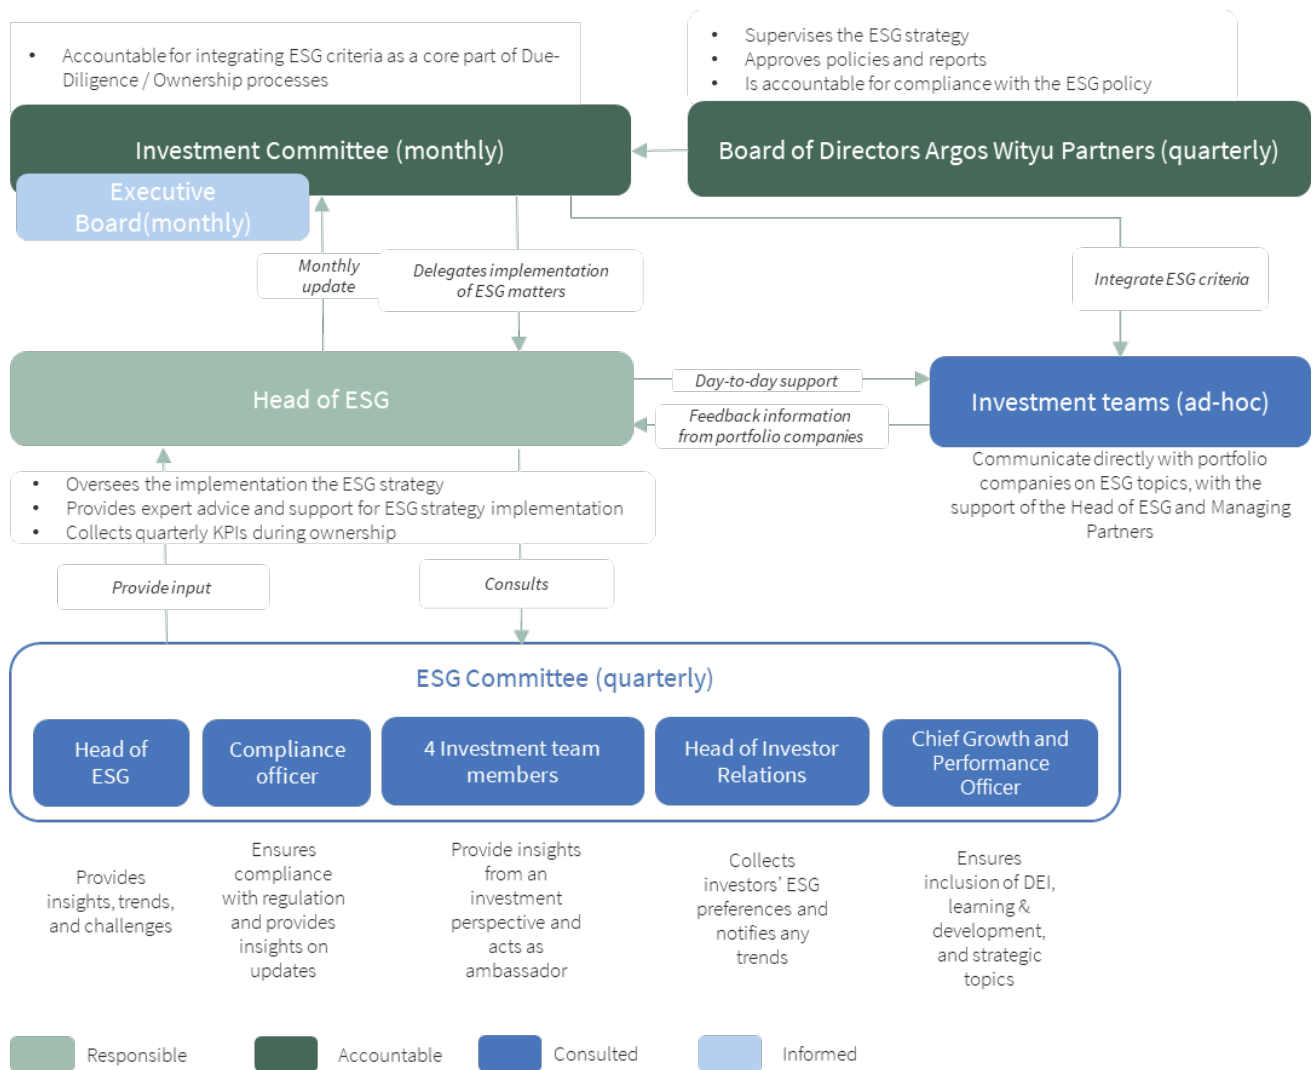 • Accountable for integrating ESG criteria as a core part of Due-
Diligence / Ownership processes
• Supervises the ESG strategy
• Approves policies and reports
• Is accountable for compliance with the ESG policy
Investment Committee (monthly)
Board of Directors Argos Wityu Partners (quarterly)
Executive
Board(monthly)
Monthly
update
Delegates implementation
of ESG matters
Integrate ESG criteria
Head of ESG
Day-to-day support
Feedback information
from portfolio companies
Investment teams (ad-hoc)
Communicate directly with portfolio
companies on ESG topics, with the
support of the Head of ESG and Managing
Partners
• Oversees the implementation the ESG strategy
• Provides expert advice and support for ESG strategy implementation
• Collects quarterly KPIs during ownership
Provide input
Consults
ESG Committee (quarterly)
Head of
ESG
Compliance
officer
4 Investment team
members
Head of Investor
Relations
Chief Growth and
Performance
Officer
Provides
insights, trends,
and challenges
Ensures
compliance
with regulation
and provides
insights on
updates
Provide insights
from an
investment
perspective and
acts as
ambassador
Collects
investors’ ESG
preferences and
notifies any
trends
Ensures
inclusion of DEI,
learning &
development,
and strategic
topics
Responsible
Accountable
Consulted
Informed